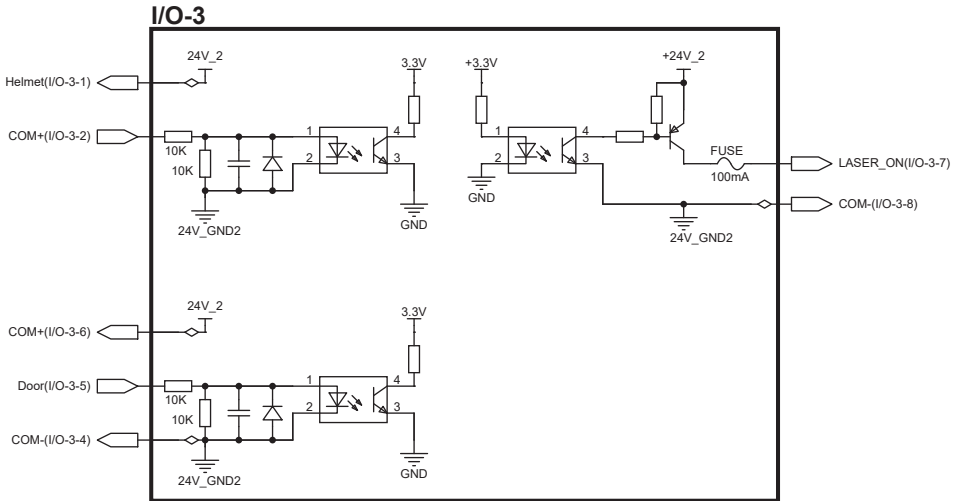 I/O-3
24V_2
3.3V
+3.3V
+24V_2
Helmet(I/O-3-1)
COM+(I/O-3-2)
1
4
1
4
10K
10K
2
3
2
3
FUSE
100mA
LASER_ON(I/O-3-7)
GND
COM-(I/O-3-8)
24V_GND2
GND
24V_GND2
24V_2
3.3V
COM+(I/O-3-6)
Door(I/O-3-5)
1
4
10K
10K
2
3
COM-(I/O-3-4)
24V_GND2
GND